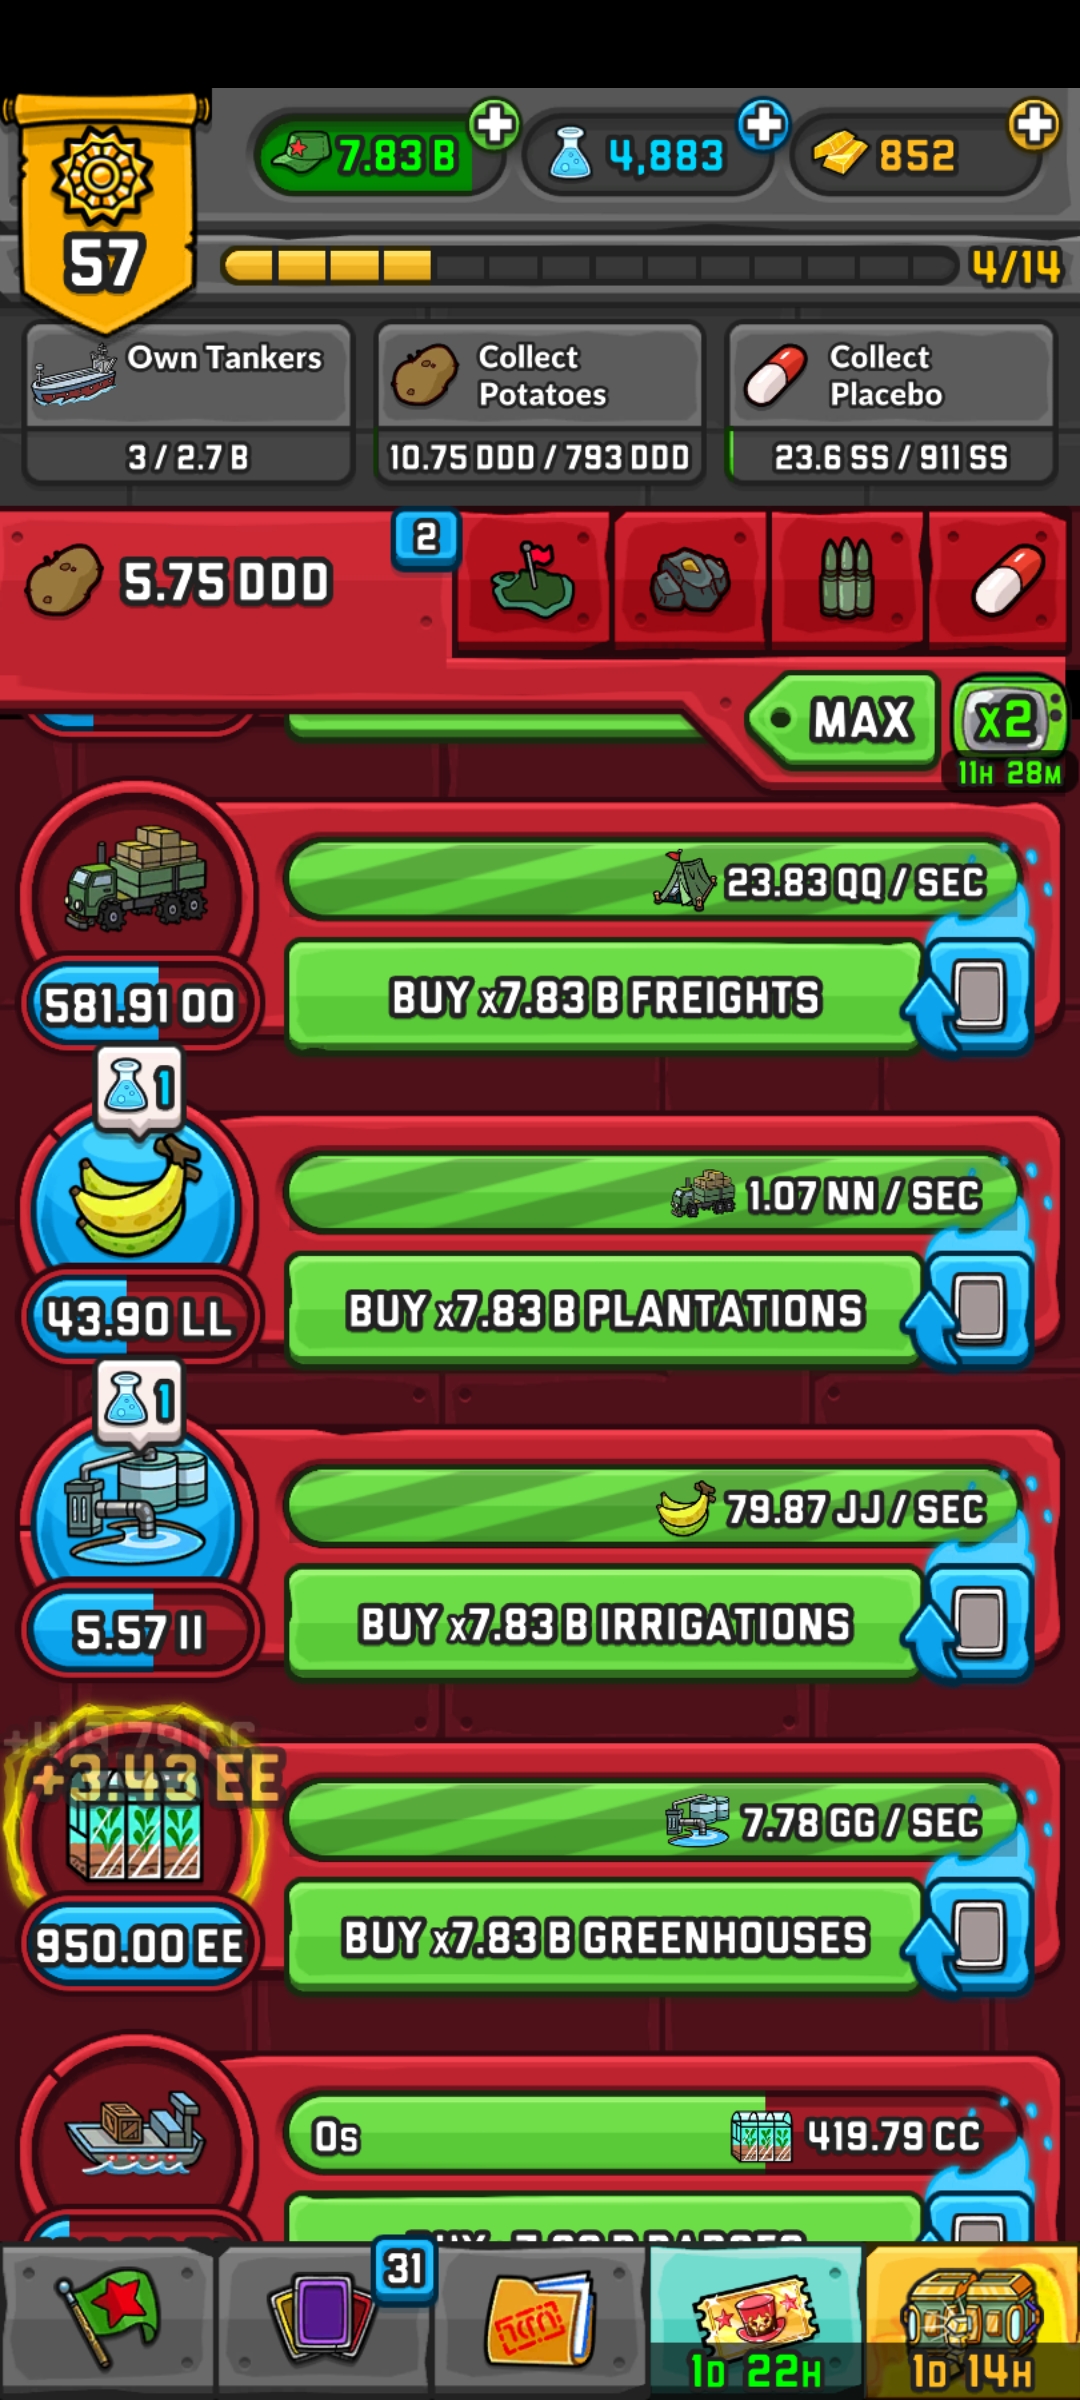 7.83 B
4,883
852
57
4/14
Own Tankers
3 / 2.7 B
Collect
Potatoes
10.75 DDD / 793 DDD
Collect
Placebo
23.6 SS / 911 SS
5.75 DDD
2
MAX
x2
11H 28M
23.83 QQ / SEC
581.91 OO
BUY x7.83 B FREIGHTS
1
1.07 NN / SEC
43.90 LL
BUY x7.83 B PLANTATIONS
1
79.87 JJ / SEC
5.57 II
BUY x7.83 B IRRIGATIONS
+419.79 CC
+3.43 EE
7.78 GG / SEC
950.00 EE
BUY x7.83 B GREENHOUSES
0s
419.79 CC
31
1D 22H
1D 14H